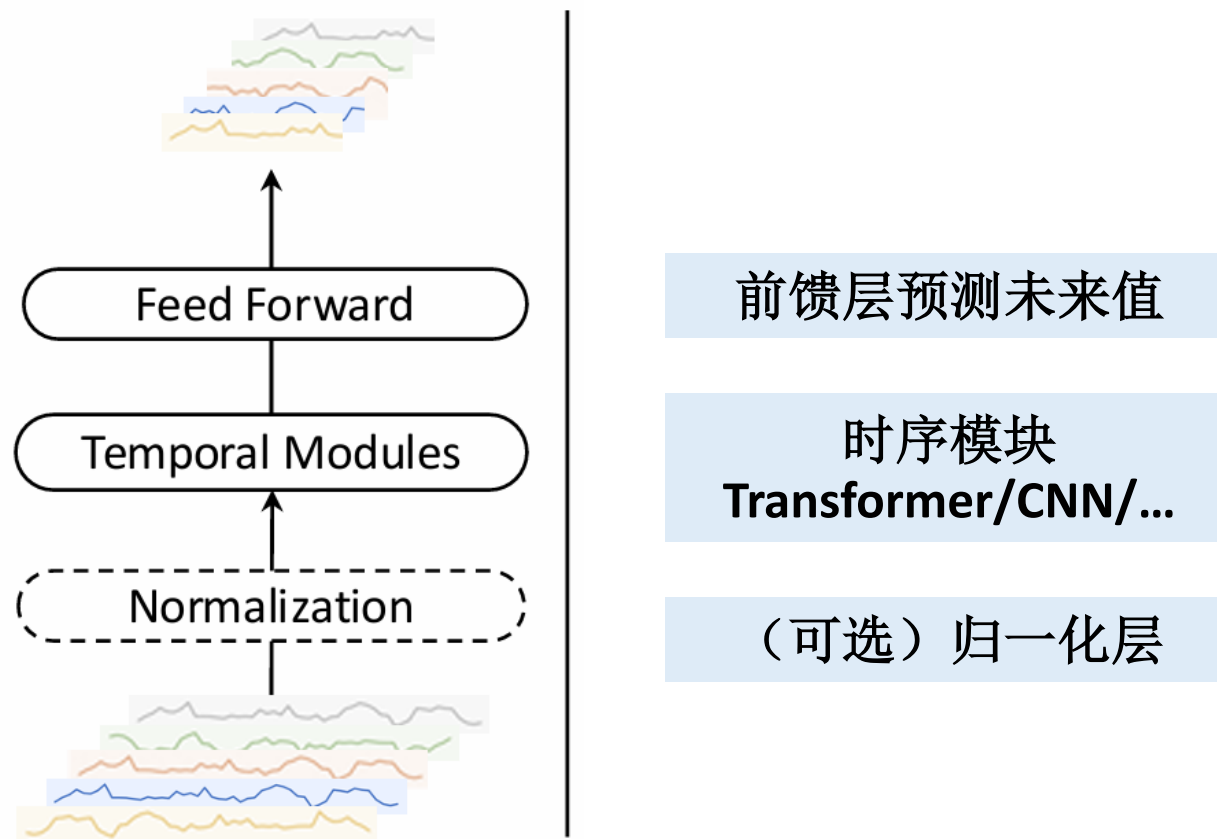 Feed Forward
Temporal Modules
Normalization
前馈层预测未来值
时序模块
Transformer/CNN/…
（可选）归一化层